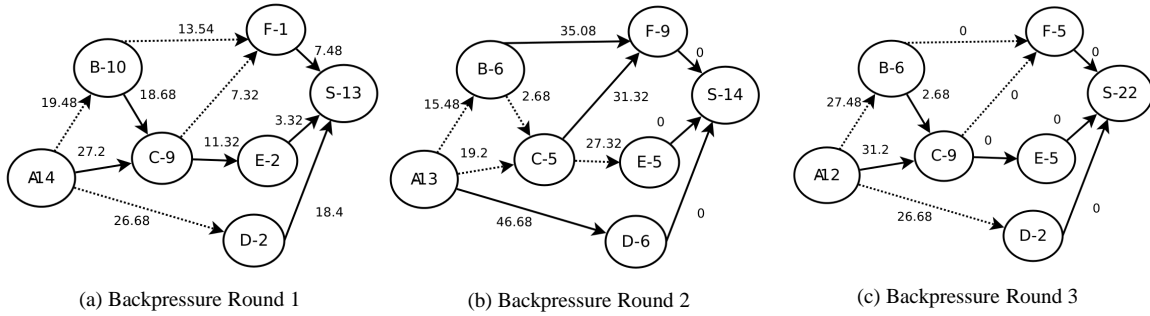 13.54
F-1
7.48
B-10
19.48
18.68
7.32
S-13
3.32
27.2
11.32
A14
C-9
E-2
26.68
18.4
D-2
(a) Backpressure Round 1
35.08
F-9
0
B-6
15.48
2.68
31.32
S-14
0
19.2
27.32
A13
C-5
E-5
46.68
0
D-6
(b) Backpressure Round 2
0
F-5
0
B-6
27.48
2.68
0
S-22
0
31.2
0
A12
C-9
E-5
26.68
0
D-2
(c) Backpressure Round 3